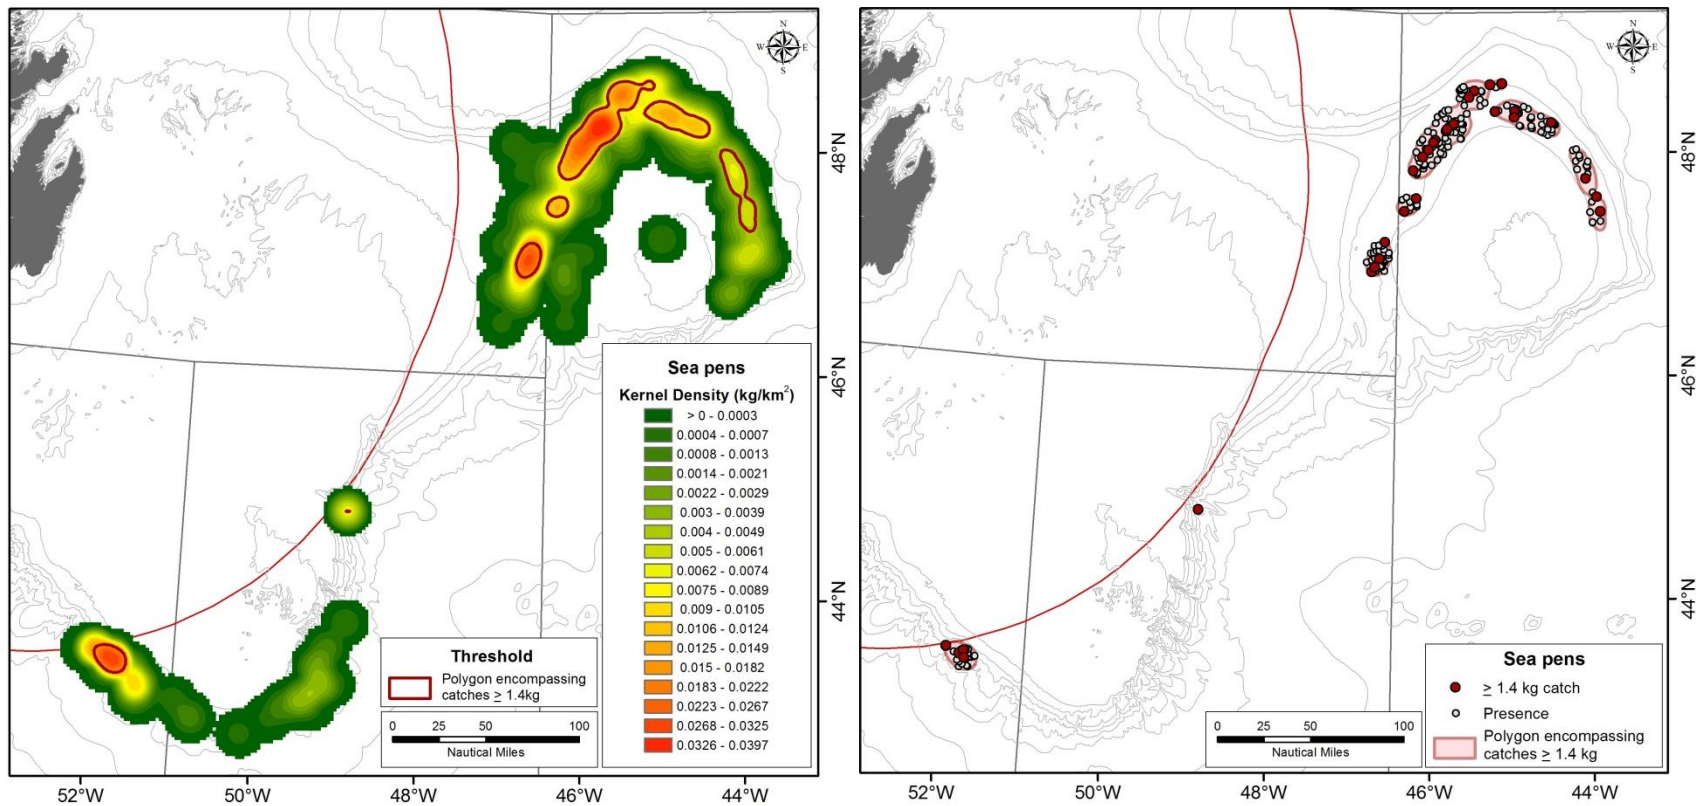 N
W E
S
48°N
46°N
44°N
Sea pens
Kernel Density (kg/km²)
> 0 - 0.0003
0.0004 - 0.0007
0.0008 - 0.0013
0.0014 - 0.0021
0.0022 - 0.0029
0.003 - 0.0039
0.004 - 0.0049
0.005 - 0.0061
0.0062 - 0.0074
0.0075 - 0.0089
0.009 - 0.0105
0.0106 - 0.0124
0.0125 - 0.0149
0.015 - 0.0182
0.0183 - 0.0222
0.0223 - 0.0267
0.0268 - 0.0325
0.0326 - 0.0397
Threshold
Polygon encompassing
catches ≥ 1.4kg
0 25 50 100
Nautical Miles
52°W 50°W 48°W 46°W 44°W
N
W E
S
48°N
46°N
44°N
Sea pens
≥ 1.4 kg catch
Presence
Polygon encompassing
catches ≥ 1.4 kg
0 25 50 100
Nautical Miles
52°W 50°W 48°W 46°W 44°W